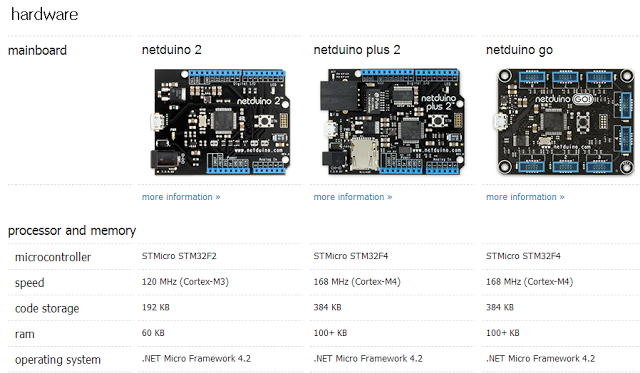 hardware
mainboard netduino 2 netduino plus 2 netduino go
netduino 2
www.netduino.com
netduino
plus 2
www.netduino.com
netduino GO!
www.netduino.com
more information » more information » more information »
processor and memory
microcontroller STMicro STM32F2 STMicro STM32F4 STMicro STM32F4
speed 120 MHz (Cortex-M3) 168 MHz (Cortex-M4) 168 MHz (Cortex-M4)
code storage 192 KB 384 KB 384 KB
ram 60 KB 100+ KB 100+ KB
operating system .NET Micro Framework 4.2 .NET Micro Framework 4.2 .NET Micro Framework 4.2